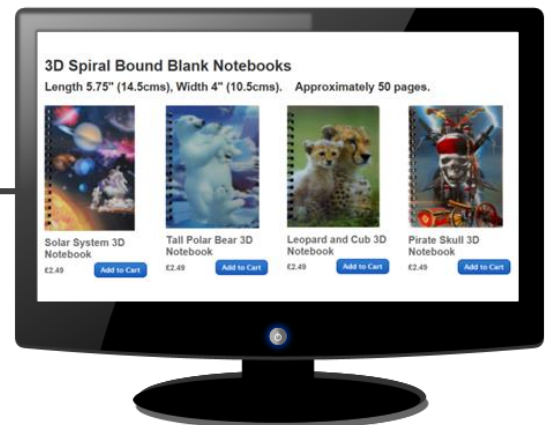 3D Spiral Bound Blank Notebooks
Length 5.75" (14.5cms), Width 4" (10.5cms). Approximately 50 pages.
Solar System 3D
Notebook
£2.49 Add to Cart
Tall Polar Bear 3D
Notebook
£2.49 Add to Cart
Leopard and Cub 3D
Notebook
£2.49 Add to Cart
Pirate Skull 3D
Notebook
£2.49 Add to Cart